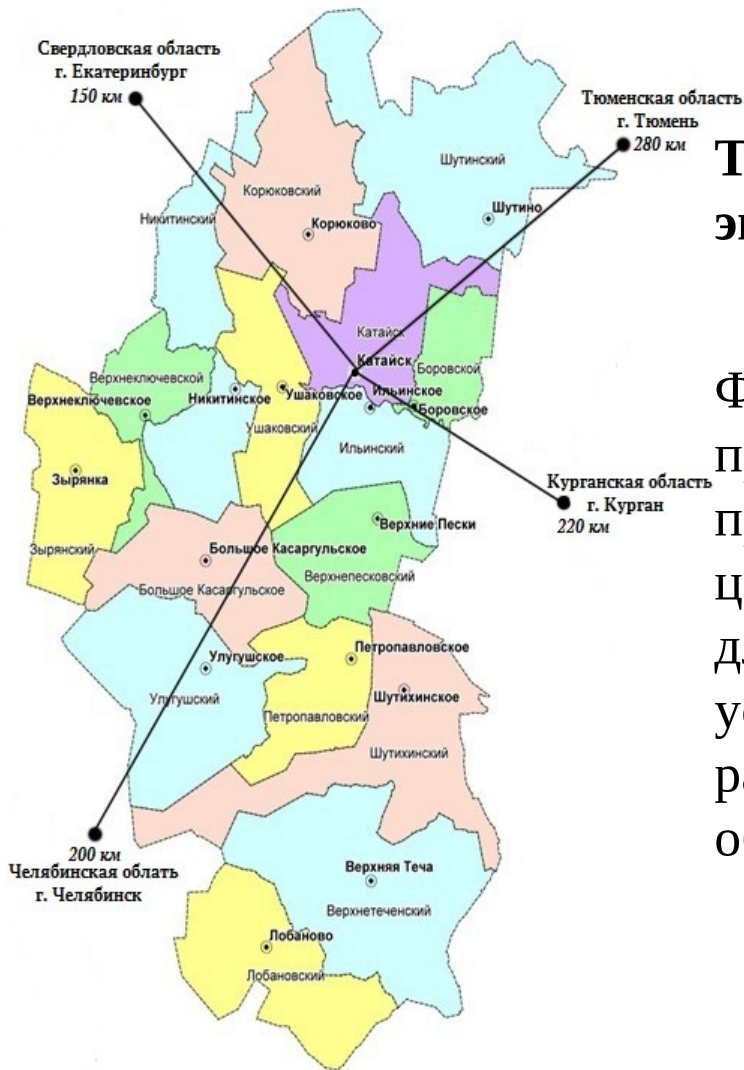 Свердловская область
г. Екатеринбург
150 км
Тюменская область
г. Тюмень
280 км
Шутинский
Корюковский
Шутино
Никитинский
Корюково
Катайск
Катайск
Боровской
Верхнеключевской
Ильинское
Верхнеключевское
Никитинское
Ушаковское
Боровское
Ушаковский
Ильинский
Зырянка
Курганская область
г. Курган
220 км
Верхние Пески
Зырянский
Большое Касаргульское
Верхнепесковский
Большое Касаргульское
Петропавловское
Улугушское
Шутихинское
Улугушский
Петропавловский
Шутихинский
200 км
Челябинская облать
г. Челябинск
Верхняя Теча
Верхнетеченский
Лобаново
Лобановский